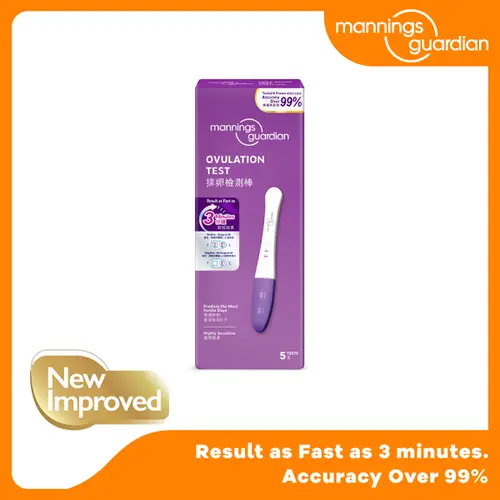 mannings
guardian
Tested & Proven
Accuracy
Over 99%
mannings
guardian
OVULATION
TEST
排卵檢測棒
Result as Fast as
3 Minutes
Predicts the Most
Fertile Days
Highly Sensitive
5 TESTS
New
Improved
Result as Fast as 3 minutes.
Accuracy Over 99%